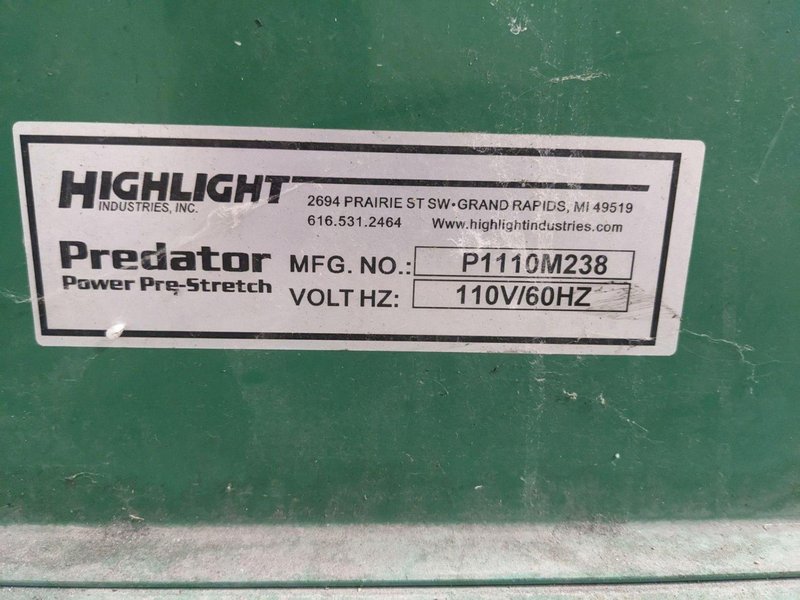 HIGHLIGHT
INDUSTRIES, INC.
2694 PRAIRIE ST SW•GRAND RAPIDS, MI 49519
616.531.2464 Www.highlightindustries.com
Predator
Power Pre-Stretch
MFG. NO.: P1110M238
VOLT HZ: 110V/60HZ